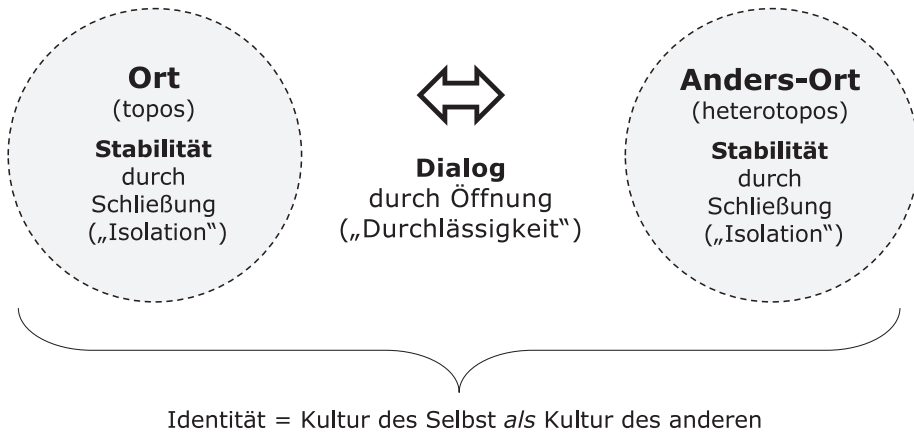 Ort
(topos)
Stabilität
durch
Schließung
(„Isolation“)
Dialog
durch Öffnung
(„Durchlässigkeit“)
Anders-Ort
(heterotopos)
Stabilität
durch
Schließung
(„Isolation“)
Identität = Kultur des Selbst als Kultur des anderen